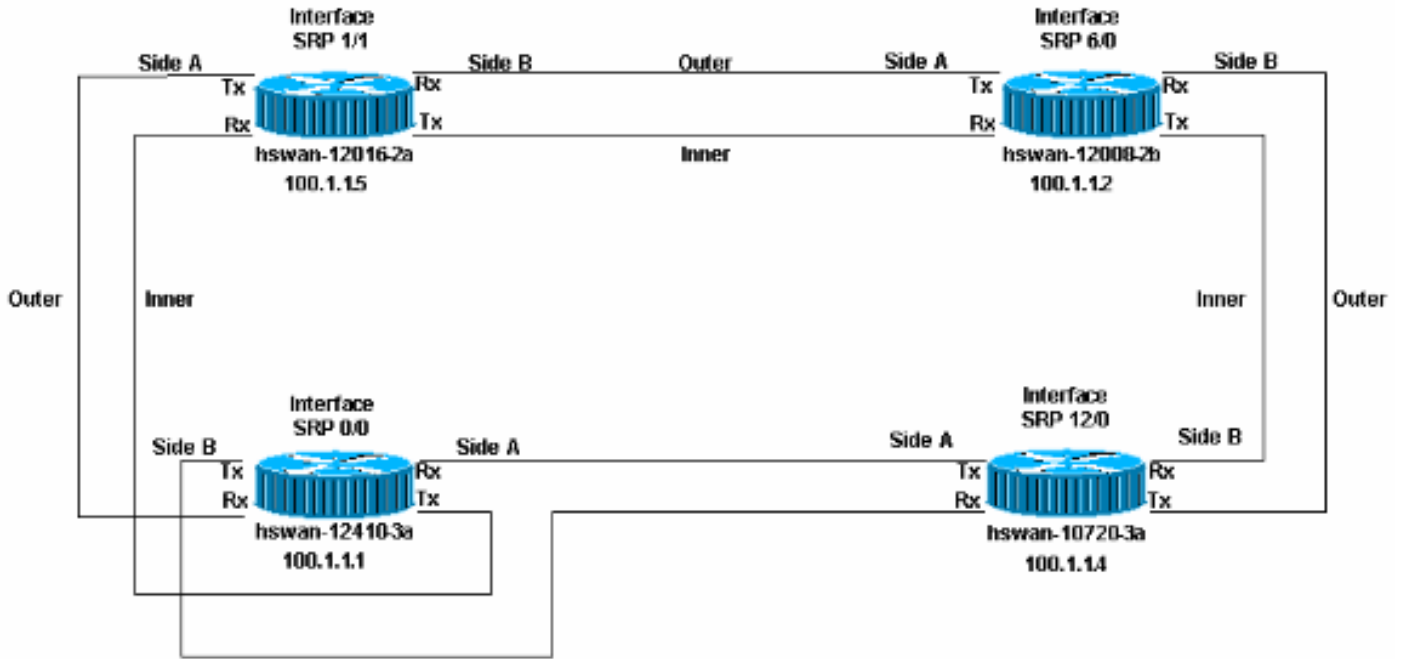 Interface
SRP 1/1
Interface
SRP 6/0
Side A
Side B
Outer
Side A
Side B
Tx
Rx
Tx
Rx
Rx
Tx
Rx
Tx
hswan-12016-2a
Inner
hswan-12008-2b
100.1.1.5
100.1.1.2
Outer
Inner
Inner
Outer
Interface
SRP 0/0
Interface
SRP 12/0
Side B
Side A
Side A
Side B
Tx
Rx
Tx
Rx
Rx
Tx
Rx
Tx
hswan-12410-3a
hswan-10720-3a
100.1.1.1
100.1.1.4